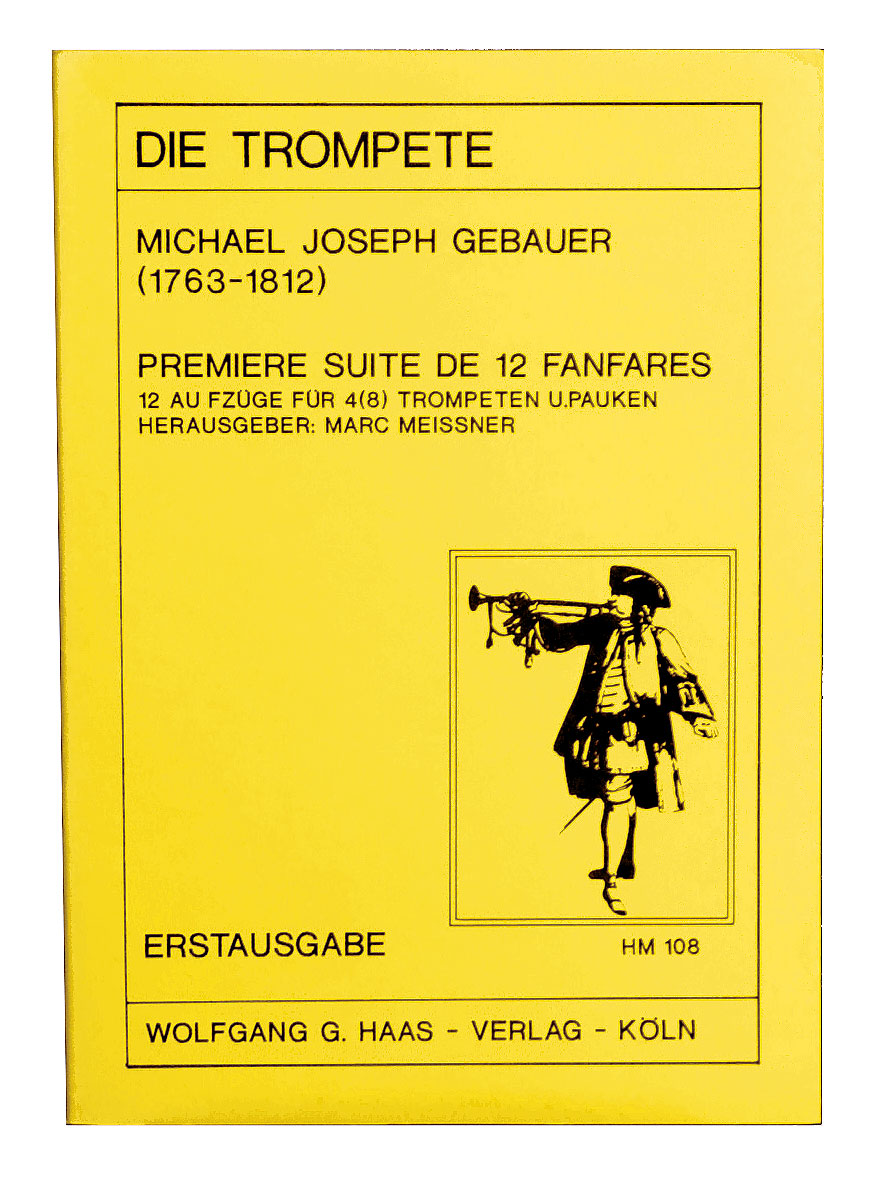 DIE TROMPETE
MICHAEL JOSEPH GEBAUER
(1763-1812)
PREMIERE SUITE DE 12 FANFARES
12 AU FZÜGE FÜR 4(8) TROMPETEN U.PAUKEN
HERAUSGEBER: MARC MEISSNER
ERSTAUSGABE
HM 108
WOLFGANG G. HAAS - VERLAG - KÖLN